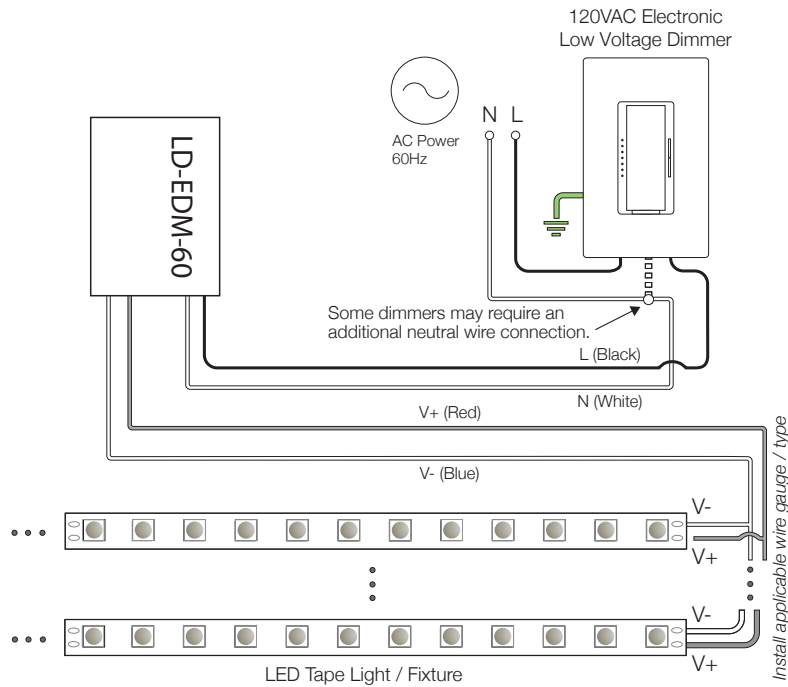 120VAC Electronic
Low Voltage Dimmer
N L
AC Power
60Hz
LD-EDM-60
Some dimmers may require an
additional neutral wire connection.
L (Black)
N (White)
V+ (Red)
V- (Blue)
V-
V+
V-
V+
Install applicable wire gauge / type
LED Tape Light / Fixture